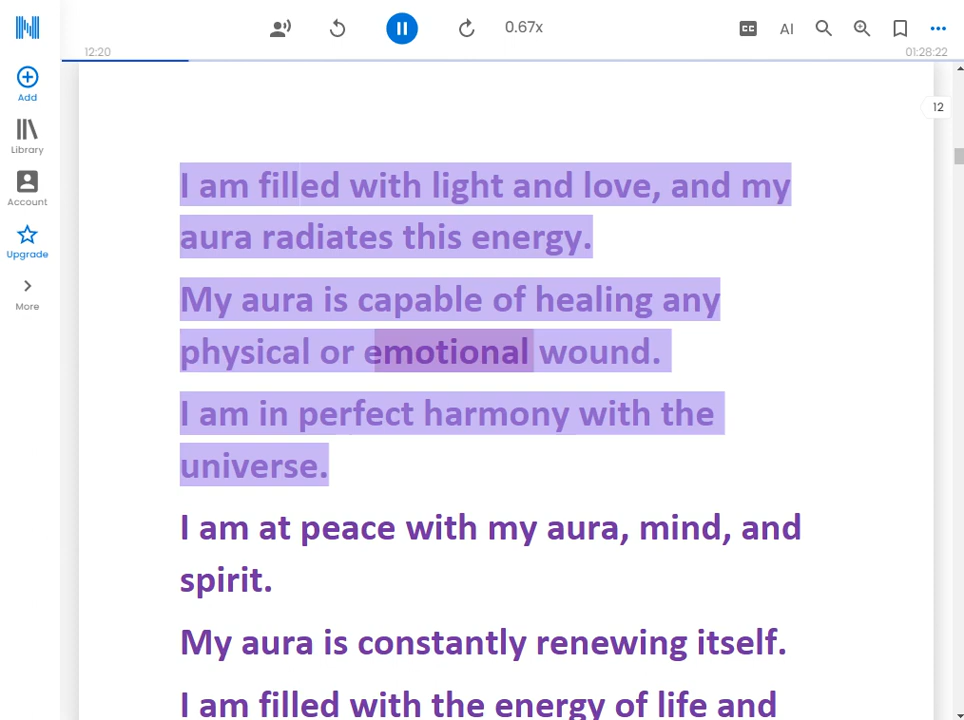 0.67x
CC
AI
12:20
01:28:22
Add
Library
Account
Upgrade
More
12
I am filled with light and love, and my
aura radiates this energy.
My aura is capable of healing any
physical or emotional wound.
I am in perfect harmony with the
universe.
I am at peace with my aura, mind, and
spirit.
My aura is constantly renewing itself.
I am filled with the energy of life and